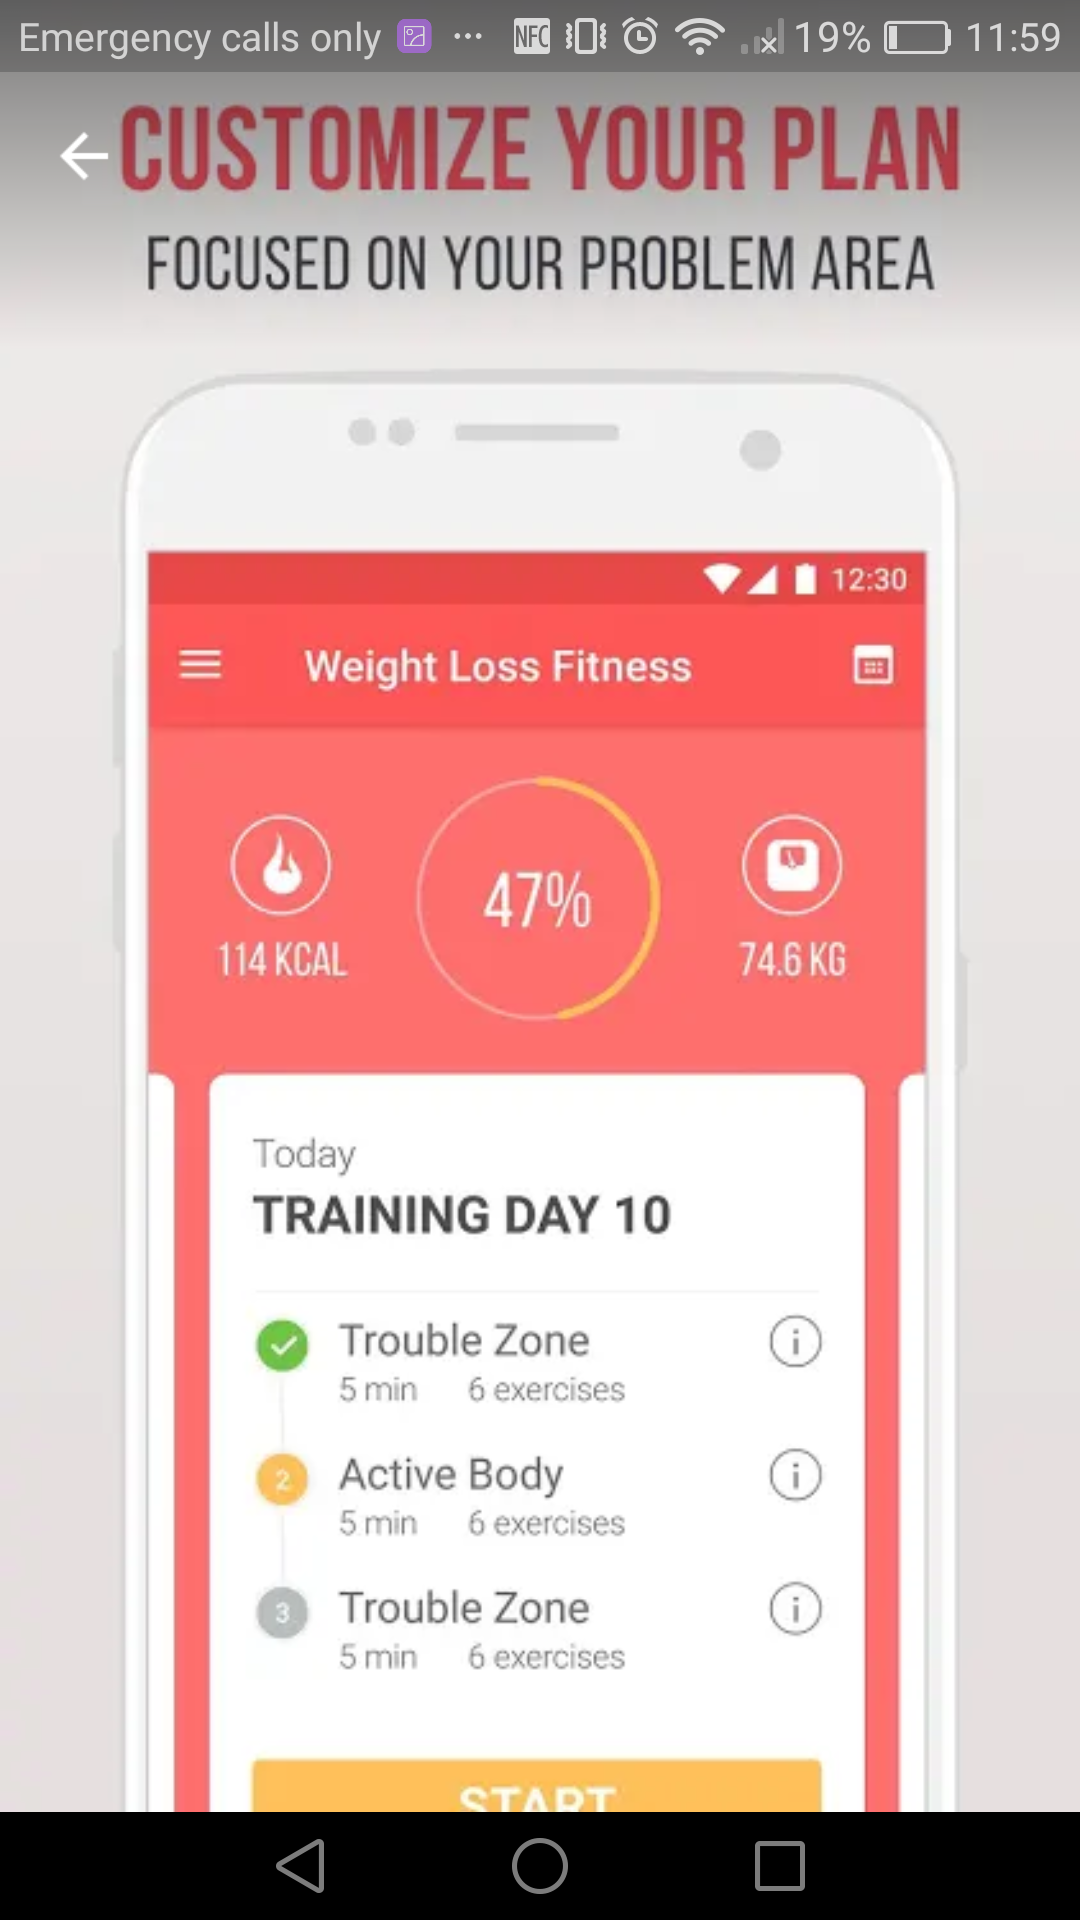 Emergency calls only ... NFC 19% 11:59
CUSTOMIZE YOUR PLAN
FOCUSED ON YOUR PROBLEM AREA
12:30
Weight Loss Fitness
47%
114 KCAL
74.6 KG
Today
TRAINING DAY 10
Trouble Zone
5 min 6 exercises
2 Active Body
5 min 6 exercises
3 Trouble Zone
5 min 6 exercises
START